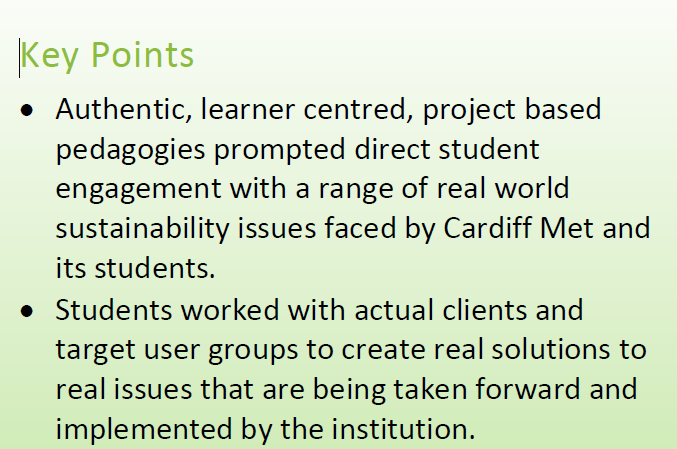 Key Points
• Authentic, learner centred, project based
pedagogies prompted direct student
engagement with a range of real world
sustainability issues faced by Cardiff Met and
its students.
• Students worked with actual clients and
target user groups to create real solutions to
real issues that are being taken forward and
implemented by the institution.